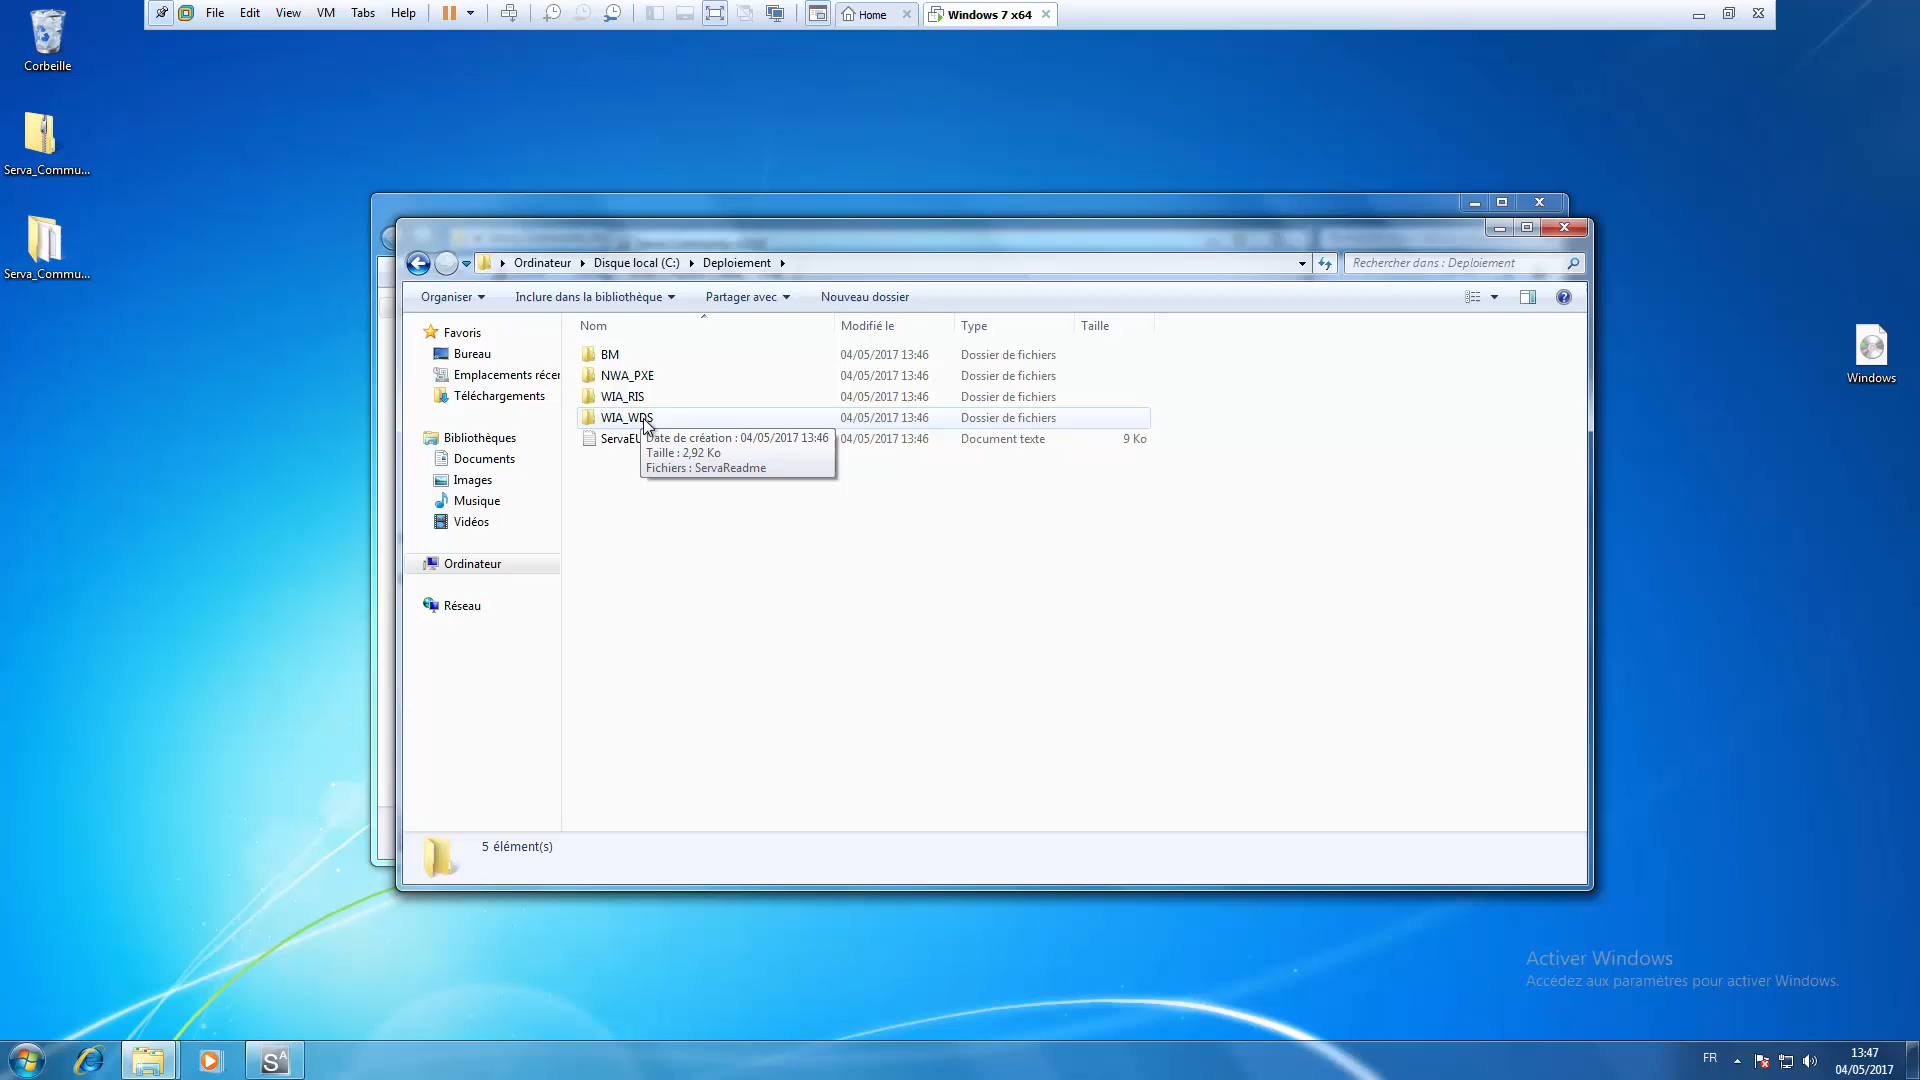 File Edit View VM Tabs Help
Home
Windows 7 x64
Corbeille
Serva_Commu...
Serva_Commu...
Windows
Ordinateur Disque local (C:) Deploiement
Rechercher dans : Deploiement
Organiser Inclure dans la bibliothèque Partager avec Nouveau dossier
Nom Modifié le Type Taille
Favoris
Bureau
Emplacements récer
Téléchargements
Bibliothèques
Documents
Images
Musique
Vidéos
Ordinateur
Réseau
BM 04/05/2017 13:46 Dossier de fichiers
NWA_PXE 04/05/2017 13:46 Dossier de fichiers
WIA_RIS 04/05/2017 13:46 Dossier de fichiers
WIA_WDS 04/05/2017 13:46 Dossier de fichiers
ServaEU 04/05/2017 13:46 Document texte 9 Ko
Date de création : 04/05/2017 13:46
Taille : 2,92 Ko
Fichiers : ServaReadme
5 élément(s)
Activer Windows
Accédez aux paramètres pour activer Windows.
FR
13:47
04/05/2017